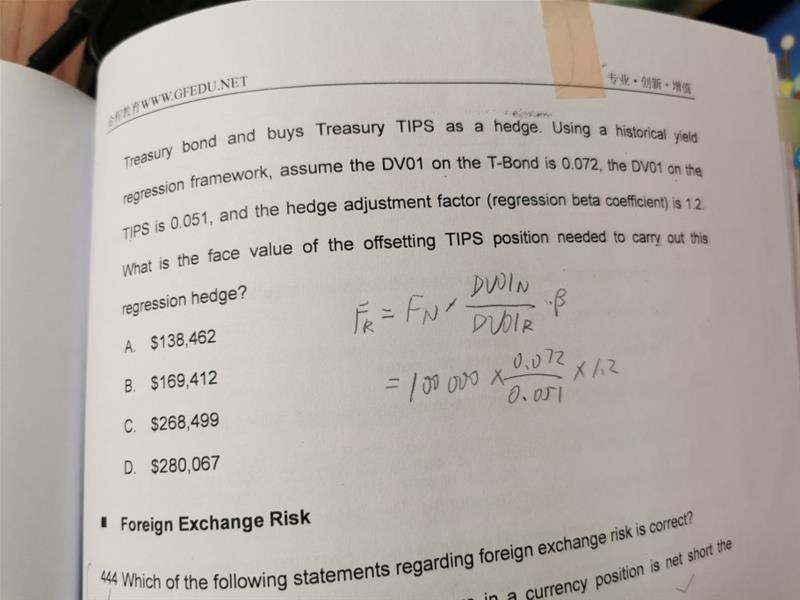 金程教育WWW.GFEDU.NET
专业·创新·增值
Treasury bond and buys Treasury TIPS as a hedge. Using a historical yield
regression framework, assume the DV01 on the T-Bond is 0.072, the DV01 on the
TIPS is 0.051, and the hedge adjustment factor (regression beta coefficient) is 1.2.
What is the face value of the offsetting TIPS position needed to carry out this
regression hedge?
F_R = F_N × DV01_N / DV01_R · β
A. $138,462
= 100 000 × 0.072 / 0.051 × 1.2
B. $169,412
C. $268,499
D. $280,067
Foreign Exchange Risk
444 Which of the following statements regarding foreign exchange risk is correct?
in a currency position is net short the